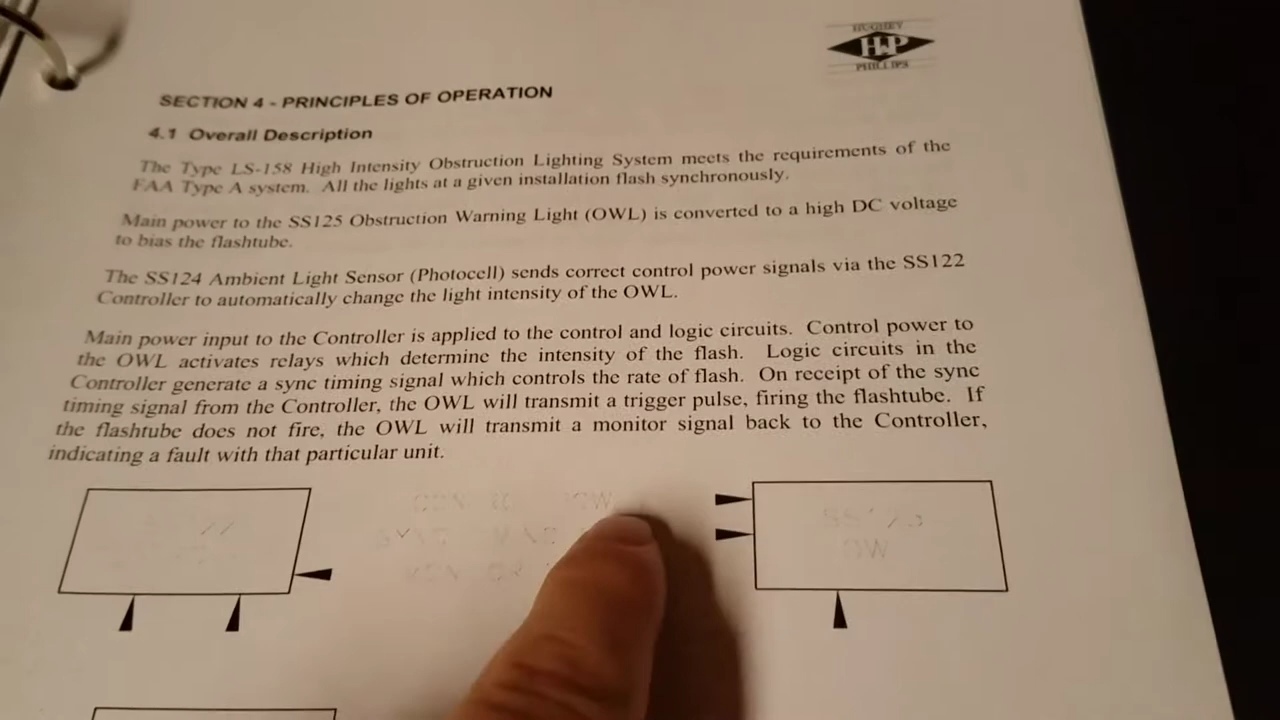 HUGHEY
H&P
PHILLIPS
SECTION 4 - PRINCIPLES OF OPERATION
4.1 Overall Description
The Type LS-158 High Intensity Obstruction Lighting System meets the requirements of the
FAA Type A system. All the lights at a given installation flash synchronously.
Main power to the SS125 Obstruction Warning Light (OWL) is converted to a high DC voltage
to bias the flashtube.
The SS124 Ambient Light Sensor (Photocell) sends correct control power signals via the SS122
Controller to automatically change the light intensity of the OWL.
Main power input to the Controller is applied to the control and logic circuits. Control power to
the OWL activates relays which determine the intensity of the flash. Logic circuits in the
Controller generate a sync timing signal which controls the rate of flash. On receipt of the sync
timing signal from the Controller, the OWL will transmit a trigger pulse, firing the flashtube. If
the flashtube does not fire, the OWL will transmit a monitor signal back to the Controller,
indicating a fault with that particular unit.
SS125